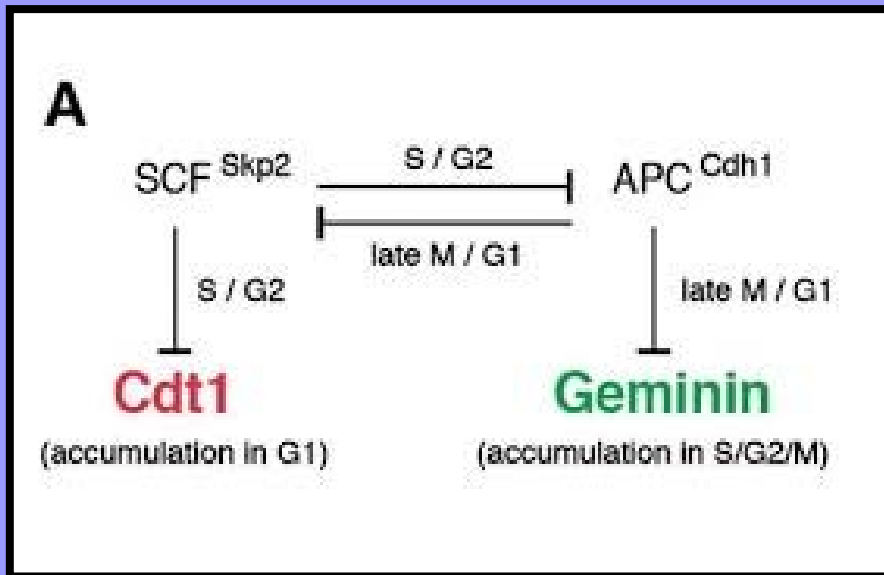 A
SCF Skp2 S / G2 APC Cdh1
late M / G1
S / G2 late M / G1
Cdt1 Geminin
(accumulation in G1) (accumulation in S/G2/M)